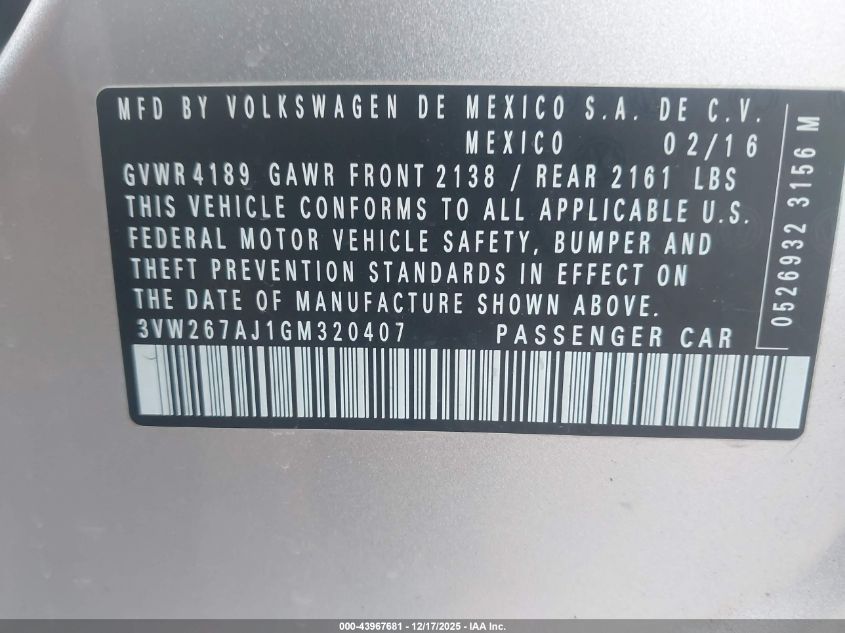 MFD BY VOLKSWAGEN DE MEXICO S.A. DE C.V.
MEXICO 02/16
GVWR 4189 GAWR FRONT 2138 / REAR 2161 LBS
THIS VEHICLE CONFORMS TO ALL APPLICABLE U.S.
FEDERAL MOTOR VEHICLE SAFETY, BUMPER AND
THEFT PREVENTION STANDARDS IN EFFECT ON
THE DATE OF MANUFACTURE SHOWN ABOVE.
3VW267AJ1GM320407 PASSENGER CAR
0526932 3156 M
000-43967681 - 12/17/2025 - IAA Inc.